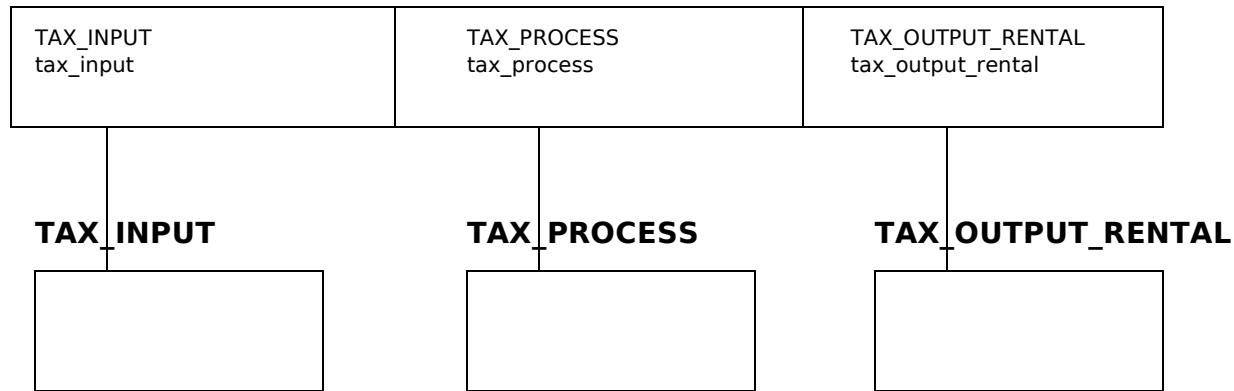 TAX_INPUT
tax_input
TAX_PROCESS
tax_process
TAX_OUTPUT_RENTAL
tax_output_rental
TAX_INPUT
TAX_PROCESS
TAX_OUTPUT_RENTAL